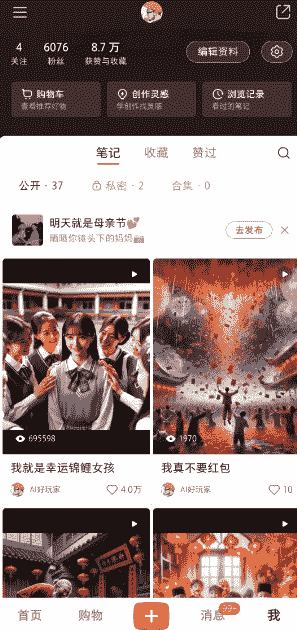 4 6076 8.7 万
关注 粉丝 获赞与收藏
编辑资料
购物车 创作灵感 浏览记录
查看推荐好物 学创作找灵感 看过的笔记
笔记 收藏 赞过
公开 · 37 私密 · 2 合集 · 0
明天就是母亲节💕
晒晒你镜头下的妈妈📸
去发布
695598 1970
我就是幸运锦鲤女孩 我真不要红包
AI好玩家 4.0万 AI好玩家 10
首页 购物 消息 99+ 我